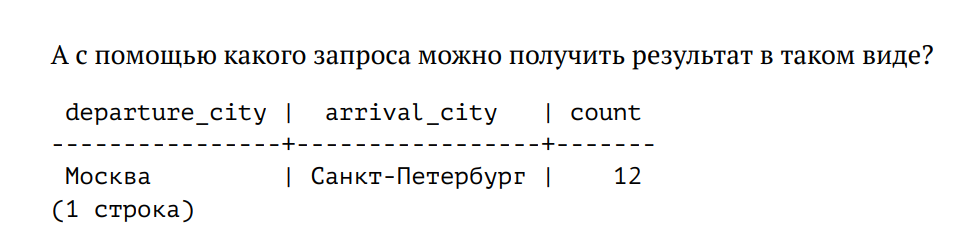 А с помощью какого запроса можно получить результат в таком виде?
departure_city | arrival_city | count
----------------+-----------------+-------
Москва | Санкт-Петербург | 12
(1 строка)